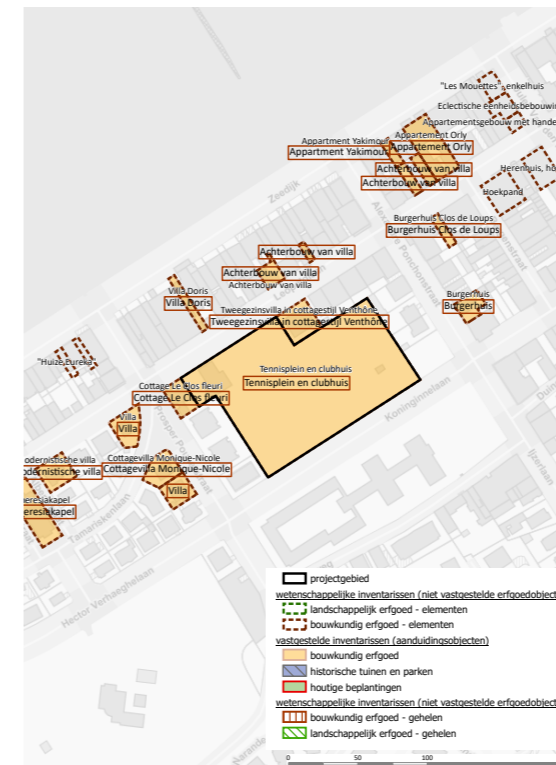 "Les Mouettes", enkelhuis
Eclectische eenheidsbebouwin
Appartementsgebouw met hande
Appartement Orly
Appartement Orly
Appartment Yakimour
Appartment Yakimour
Achterbouw van villa
Achterbouw van villa
Herenhuis, ho
Hoekpand
Zeedijk
Burgerhuis Clos de Loups
Burgerhuis Clos de Loups
Achterbouw van villa
Achterbouw van villa
Achterbouw van villa
Villa Doris
Villa Doris
Burgerhuis
Burgerhuis
Tweegezinsvilla in cottagestijl Venthône
Tweegezinsvilla in cottagestijl Venthône
"Huize Eureka"
Tennisplein en clubhuis
Tennisplein en clubhuis
Koninginnelaan
Cottage Le Clos fleuri
Cottage Le Clos fleuri
Villa
Villa
Cottagevilla Monique-Nicole
Cottagevilla Monique-Nicole
odernistische villa
odernistische villa
Villa
eresiakapel
eresiakapel
Tamariskenlaan
Hector Verhaeghelaan
IJzerlaan
projectgebied
wetenschappelijke inventarissen (niet vastgestelde erfgoedobject
landschappelijk erfgoed - elementen
bouwkundig erfgoed - elementen
vastgestelde inventarissen (aanduidingsobjecten)
bouwkundig erfgoed
historische tuinen en parken
houtige beplantingen
wetenschappelijke inventarissen (niet vastgestelde erfgoedobject
bouwkundig erfgoed - gehelen
landschappelijk erfgoed - gehelen
0 50 100